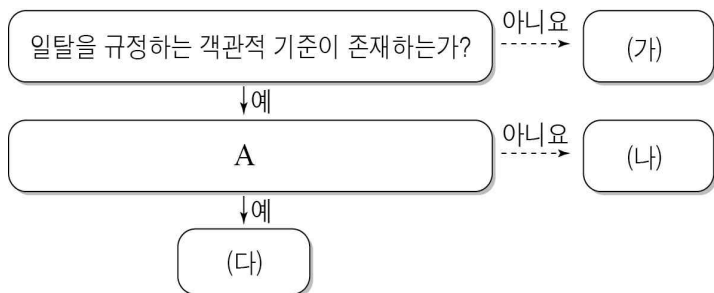 일탈을 규정하는 객관적 기준이 존재하는가?
아니요
(가)
예
A
아니요
(나)
예
(다)